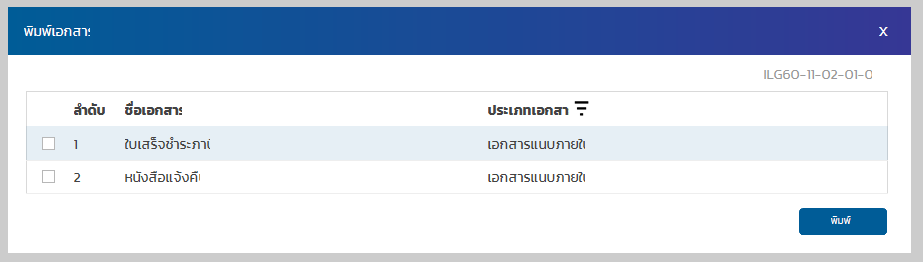 พิมพ์เอกสาร X
ILG60-11-02-01-0
ลำดับ ชื่อเอกสาร ประเภทเอกสา
1 ใบเสร็จชำระภา เอกสารแนบภายใ
2 หนังสือแจ้งคื เอกสารแนบภายใ
พิมพ์